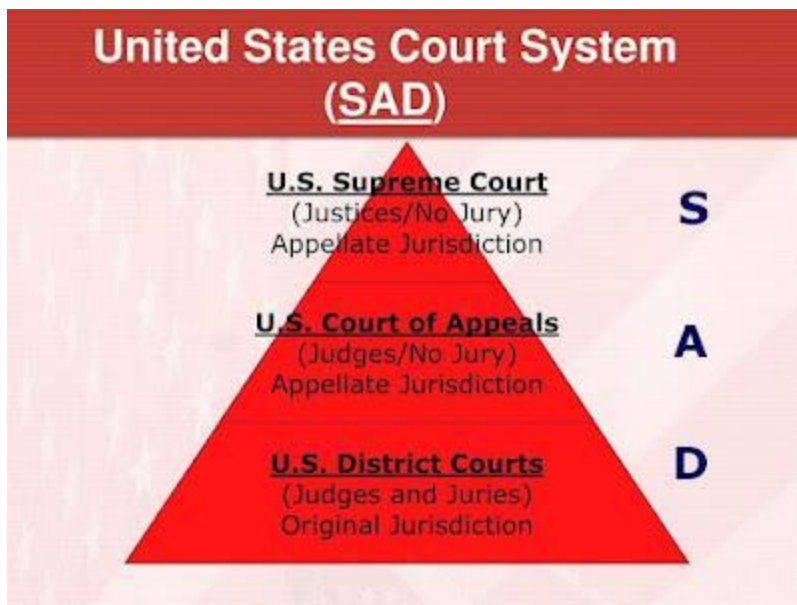 United States Court System
(SAD)
U.S. Supreme Court
(Justices/No Jury)
Appellate Jurisdiction
S
U.S. Court of Appeals
(Judges/No Jury)
Appellate Jurisdiction
A
U.S. District Courts
(Judges and Juries)
Original Jurisdiction
D